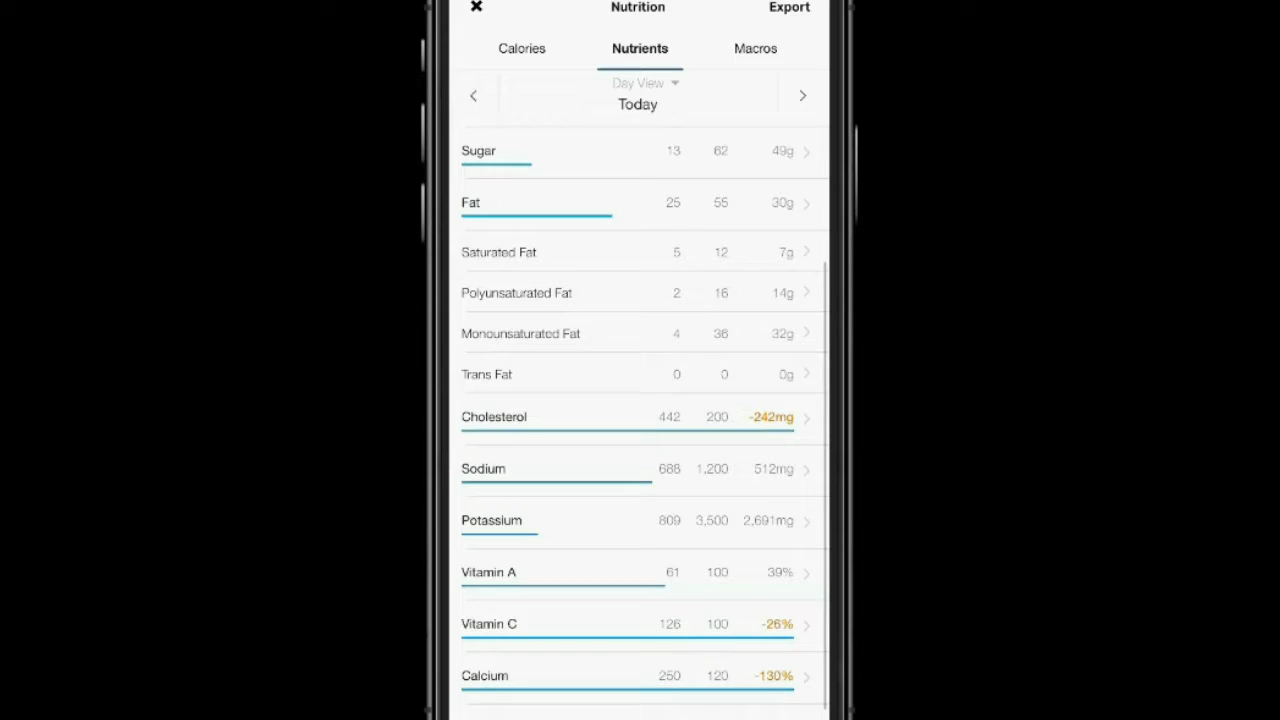 ✖ Nutrition Export
Calories Nutrients Macros
Day View
Today
Sugar 13 62 49g
Fat 25 55 30g
Saturated Fat 5 12 7g
Polyunsaturated Fat 2 16 14g
Monounsaturated Fat 4 36 32g
Trans Fat 0 0 0g
Cholesterol 442 200 -242mg
Sodium 688 1,200 512mg
Potassium 809 3,500 2,691mg
Vitamin A 61 100 39%
Vitamin C 126 100 -26%
Calcium 250 120 -130%